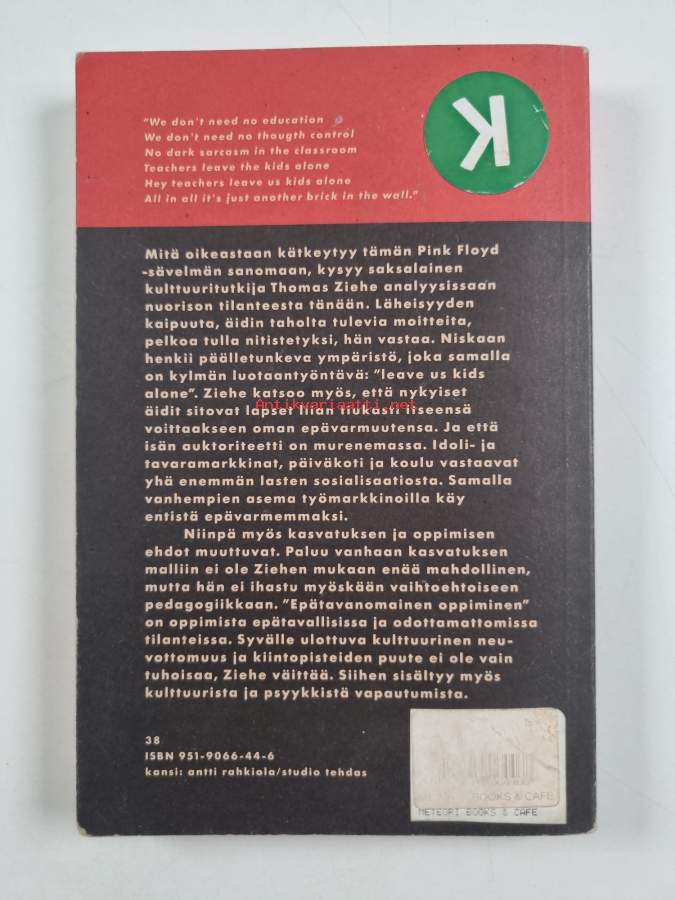 "We don't need no education
We don't need no thougth control
No dark sarcasm in the classroom
Teachers leave the kids alone
Hey teachers leave us kids alone
All in all it's just another brick in the wall."
K
Mitä oikeastaan kätkeytyy tämän Pink Floyd
-sävelmän sanomaan, kysyy saksalainen
kulttuuritutkija Thomas Ziehe analyysissaan
nuorison tilanteesta tänään. Läheisyyden
kaipuuta, äidin taholta tulevia moitteita,
pelkoa tulla nitistetyksi, hän vastaa. Niskaan
henkii päälletunkeva ympäristö, joka samalla
on kylmän luotaantyöntävä: "leave us kids
alone". Ziehe katsoo myös, että nykyiset
äidit sitovat lapset liian tiukasti itseensä
Antikvariaatti.net
voittaakseen oman epävarmuutensa. Ja että
isän auktoriteetti on murenemassa. Idoli- ja
tavaramarkkinat, päiväkoti ja koulu vastaavat
yhä enemmän lasten sosialisaatiosta. Samalla
vanhempien asema työmarkkinoilla käy
entistä epävarmemmaksi.
Niinpä myös kasvatuksen ja oppimisen
ehdot muuttuvat. Paluu vanhaan kasvatuksen
malliin ei ole Ziehen mukaan enää mahdollinen,
mutta hän ei ihastu myöskään vaihtoehtoiseen
pedagogiikkaan. "Epätavanomainen oppiminen"
on oppimista epätavallisissa ja odottamattomissa
tilanteissa. Syvälle ulottuva kulttuurinen neu-
vottomuus ja kiintopisteiden puute ei ole vain
tuhoisaa, Ziehe väittää. Siihen sisältyy myös
kulttuurista ja psyykkistä vapautumista.
38
ISBN 951-9066-44-6
kansi: antti rahkiola/studio tehdas
BOOKS & CAFE
METEORI BOOKS & CAFE